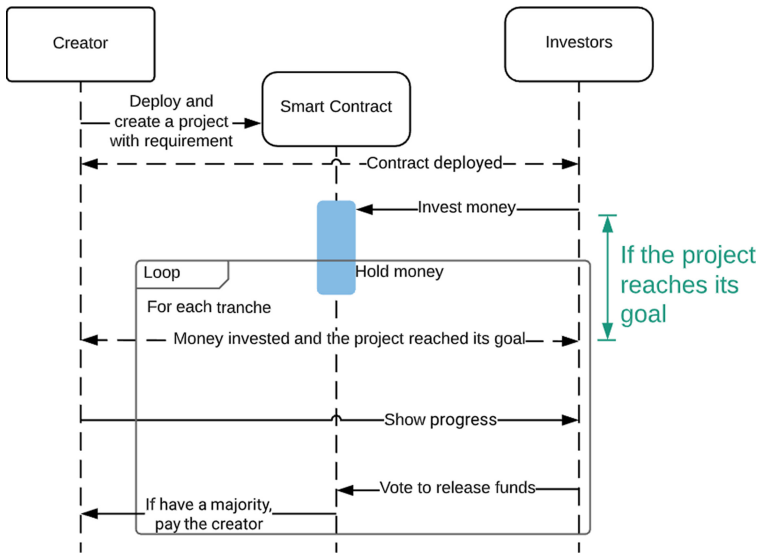 Creator
Investors
Smart Contract
Deploy and
create a project
with requirement
Contract deployed
Invest money
If the project
reaches its
goal
Loop
Hold money
For each tranche
Money invested and the project reached its goal
Show progress
Vote to release funds
If have a majority,
pay the creator